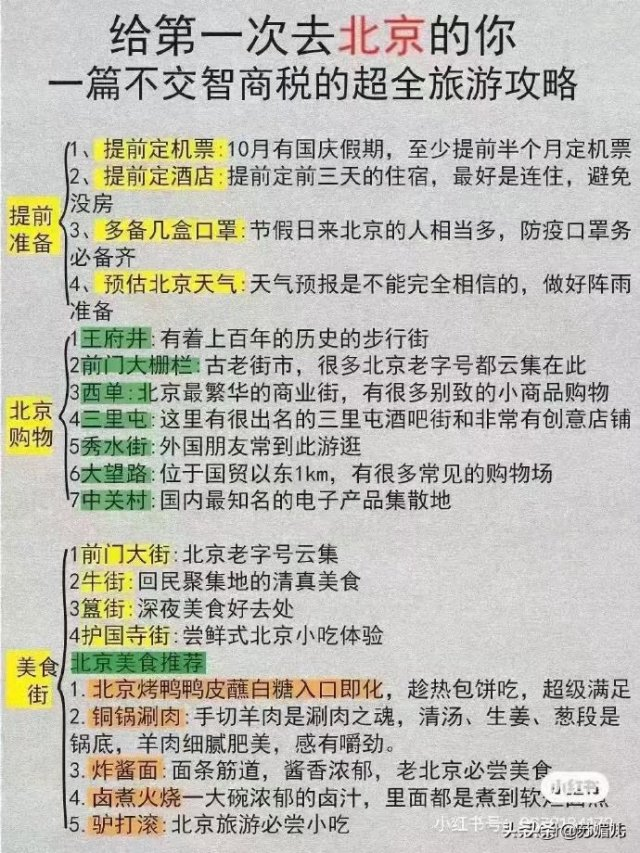 给第一次去北京的你
一篇不交智商税的超全旅游攻略
提前
准备
1、提前定机票:10月有国庆假期，至少提前半个月定机票
2、提前定酒店:提前定前三天的住宿，最好是连住，避免
没房
3、多备几盒口罩:节假日来北京的人相当多，防疫口罩务
必备齐
4、预估北京天气:天气预报是不能完全相信的，做好阵雨
准备
北京
购物
1王府井:有着上百年的历史的步行街
2前门大栅栏:古老街市，很多北京老字号都云集在此
3西单:北京最繁华的商业街，有很多别致的小商品购物
4三里屯:这里有很出名的三里屯酒吧街和非常有创意店铺
5秀水街:外国朋友常到此游逛
6大望路:位于国贸以东1km，有很多常见的购物场
7中关村:国内最知名的电子产品集散地
美食
街
1前门大街:北京老字号云集
2牛街:回民聚集地的清真美食
3簋街:深夜美食好去处
4护国寺街:尝鲜式北京小吃体验
北京美食推荐
1.北京烤鸭鸭皮蘸白糖入口即化，趁热包饼吃，超级满足
2.铜锅涮肉:手切羊肉是涮肉之魂，清汤、生姜、葱段是
锅底，羊肉细腻肥美，感有嚼劲。
3.炸酱面:面条筋道，酱香浓郁，老北京必尝美食
小红书
4.卤煮火烧一大碗浓郁的卤汁，里面都是煮到软
5.驴打滚:北京旅游必尝小吃
小红书号:
头条@苏媚北